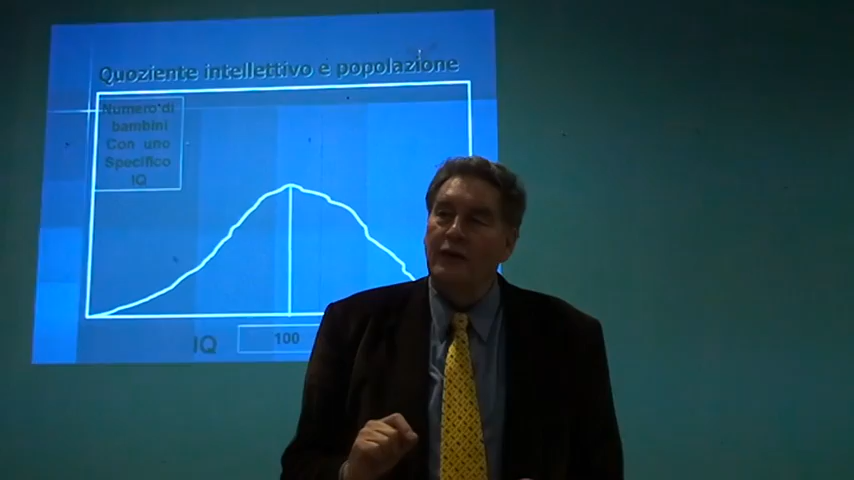 Quoziente intellettivo e popolazione
Numero di
bambini
Con uno
Specifico
IQ
IQ
100